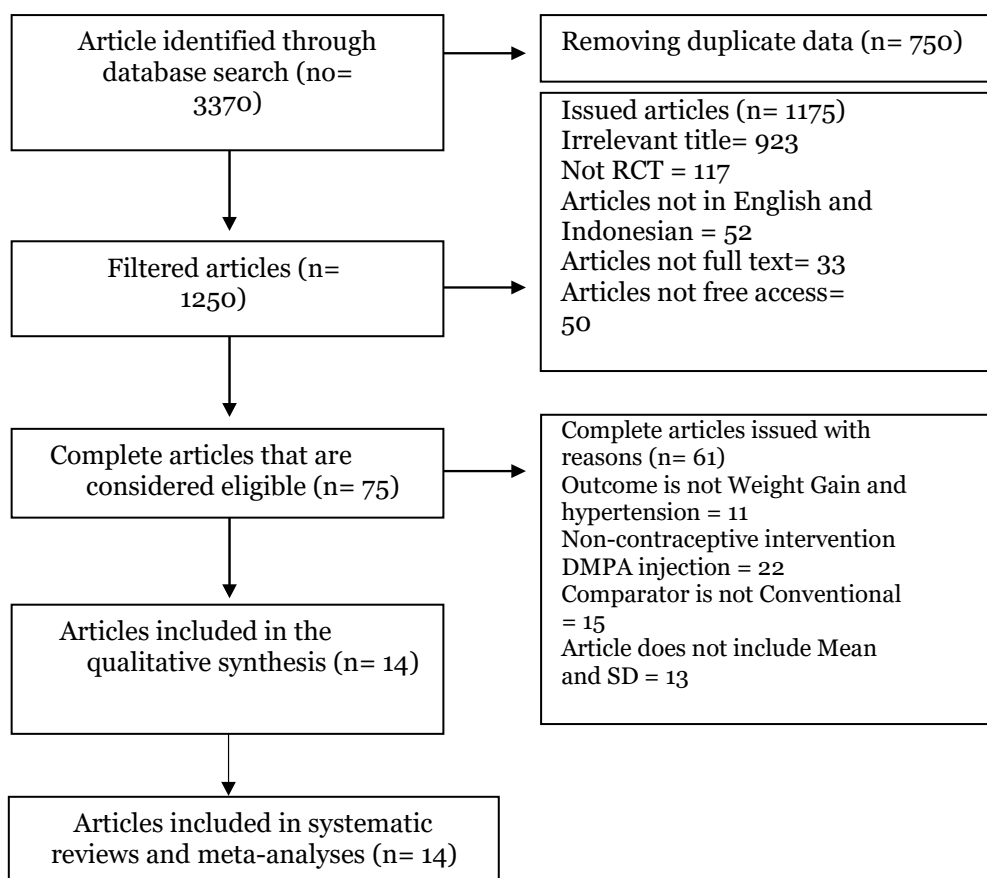 Article identified through
database search (no=
3370)
Removing duplicate data (n= 750)
Issued articles (n= 1175)
Irrelevant title= 923
Not RCT = 117
Articles not in English and
Indonesian = 52
Articles not full text= 33
Articles not free access=
50
Filtered articles (n=
1250)
Complete articles that are
considered eligible (n= 75)
Complete articles issued with
reasons (n= 61)
Outcome is not Weight Gain and
hypertension = 11
Non-contraceptive intervention
DMPA injection = 22
Comparator is not Conventional
= 15
Article does not include Mean
and SD = 13
Articles included in the
qualitative synthesis (n= 14)
Articles included in systematic
reviews and meta-analyses (n= 14)